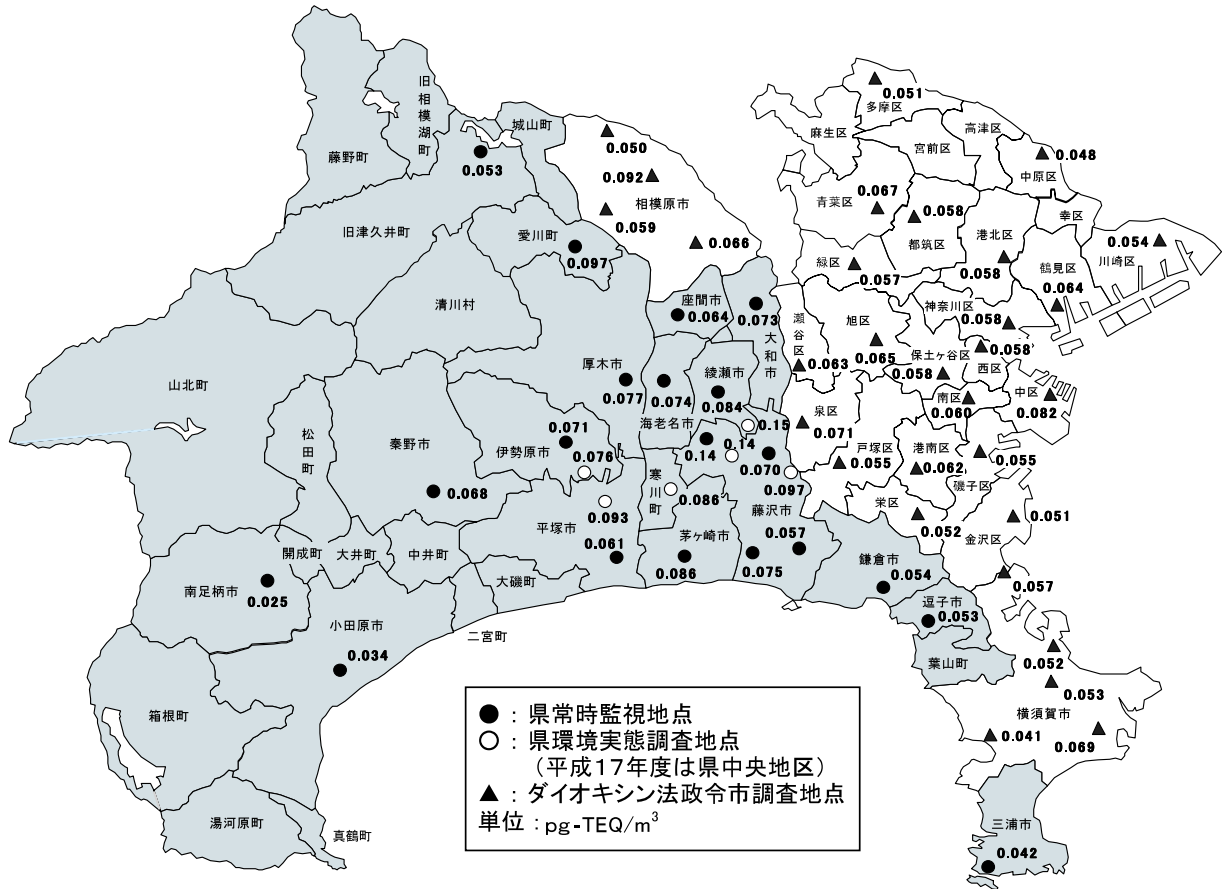 0.051
多摩区
旧相模湖町
城山町
麻生区
高津区
藤野町
0.050
宮前区
0.048
0.053
0.092
中原区
相模原市
青葉区
0.067
0.059
0.058
幸区
旧津久井町
愛川町
0.066
都筑区
港北区
0.054
川崎区
0.097
緑区
0.057
0.058
鶴見区
0.064
清川村
座間市
0.064
0.073
神奈川区
0.058
瀬谷区
旭区
大和市
0.065
保土ヶ谷区
0.058
西区
厚木市
綾瀬市
0.063
0.058
山北町
0.077
0.074
0.084
南区
0.060
中区
0.082
海老名市
泉区
0.071
松田町
秦野市
0.071
0.15
伊勢原市
0.076
0.14
0.14
0.070
戸塚区
0.055
港南区
0.062
0.055
磯子区
0.068
寒川町
0.086
0.097
栄区
0.093
藤沢市
0.052
0.051
金沢区
平塚市
0.061
茅ヶ崎市
0.057
開成町
大井町
中井町
大磯町
0.086
0.075
鎌倉市
0.054
0.057
南足柄市
0.025
小田原市
二宮町
逗子市
0.053
0.034
葉山町
0.052
0.053
箱根町
横須賀市
0.041
0.069
湯河原町
真鶴町
三浦市
0.042
● : 県常時監視地点
○ : 県環境実態調査地点
（平成17年度は県中央地区）
▲ : ダイオキシン法政令市調査地点
単位 : pg-TEQ/m³